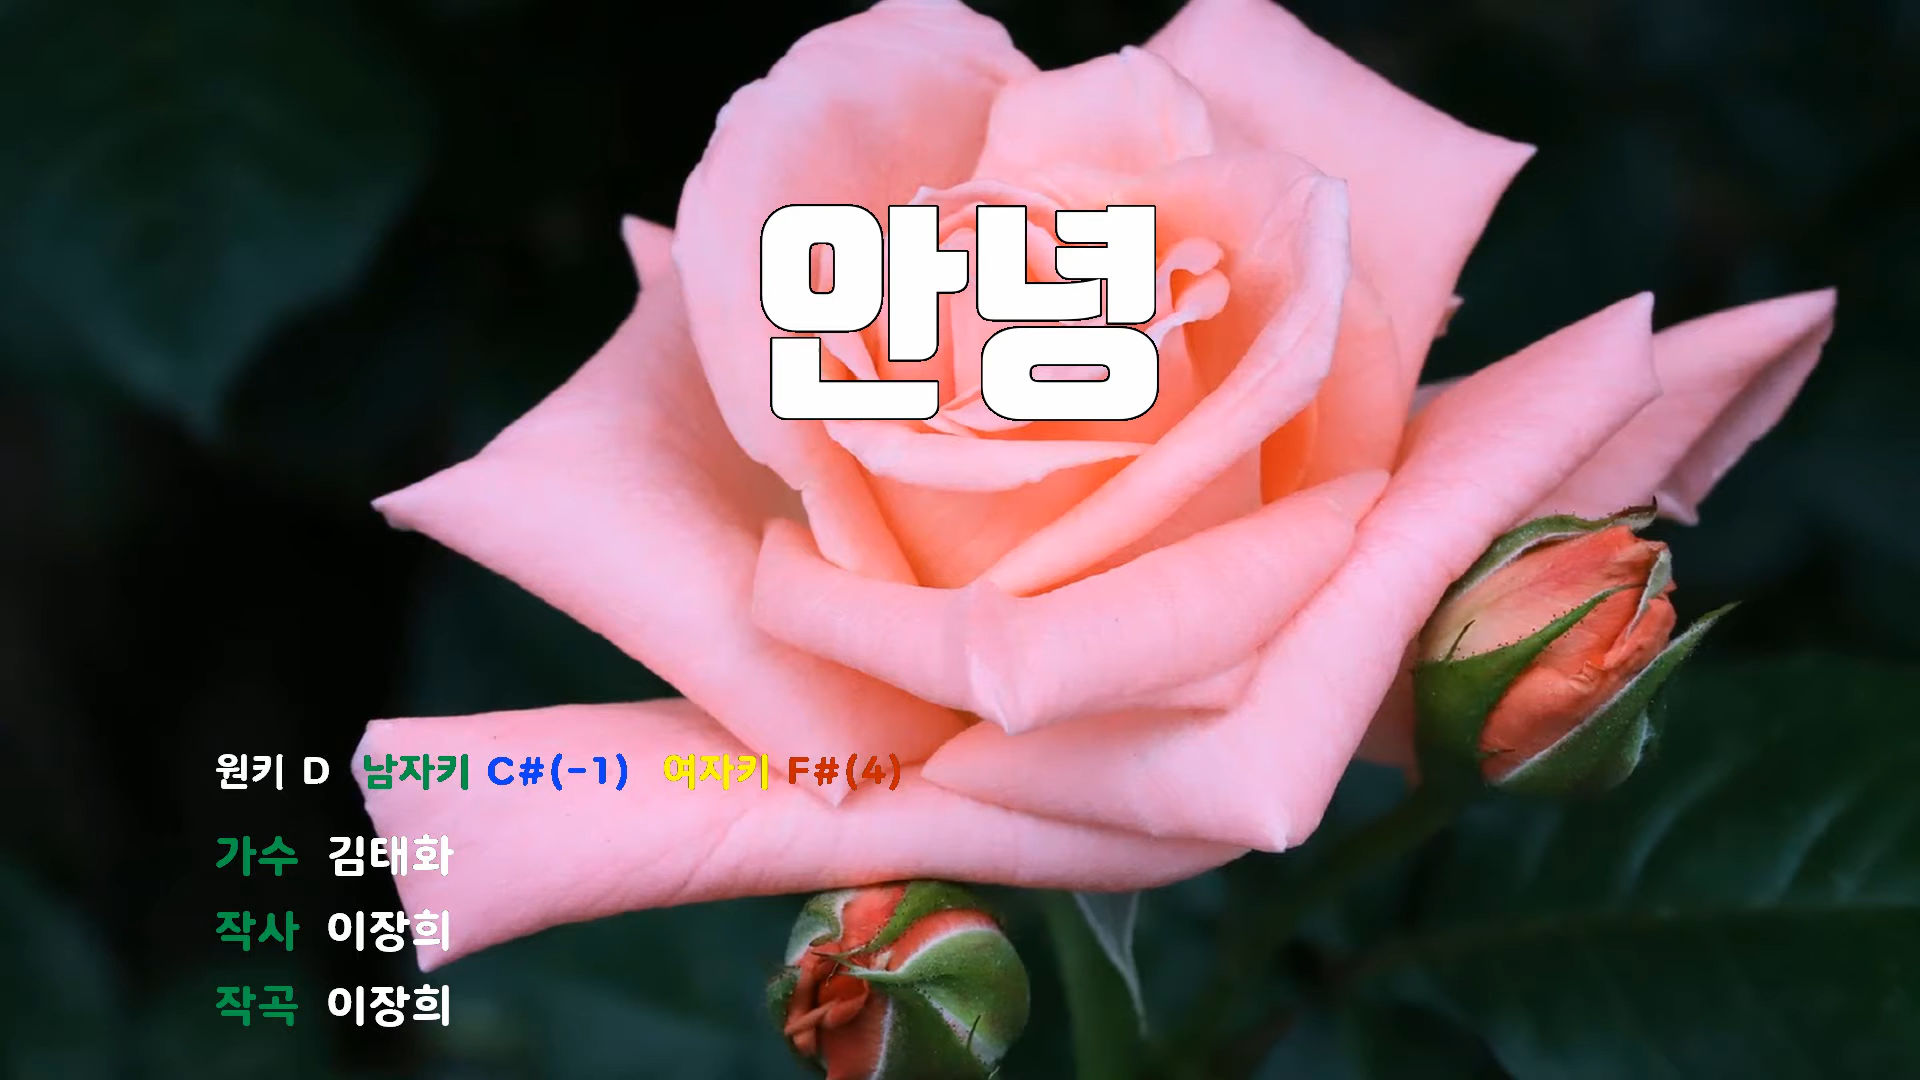 안녕
원키 D 남자키 C#(-1) 여자키 F#(4)
가수 김태화
작사 이장희
작곡 이장희